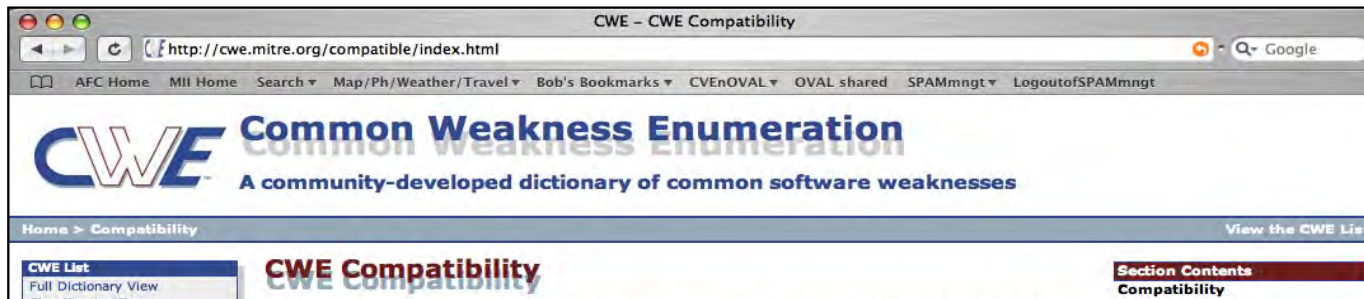 CWE – CWE Compatibility
http://cwe.mitre.org/compatible/index.html
Google
AFC Home MII Home Search Map/Ph/Weather/Travel Bob's Bookmarks CVEnOVAL OVAL shared SPAMmngt LogoutofSPAMmngt
CWE
Common Weakness Enumeration
A community-developed dictionary of common software weaknesses
Home > Compatibility
View the CWE Lis
CWE List
Full Dictionary View
CWE Compatibility
Section Contents
Compatibility